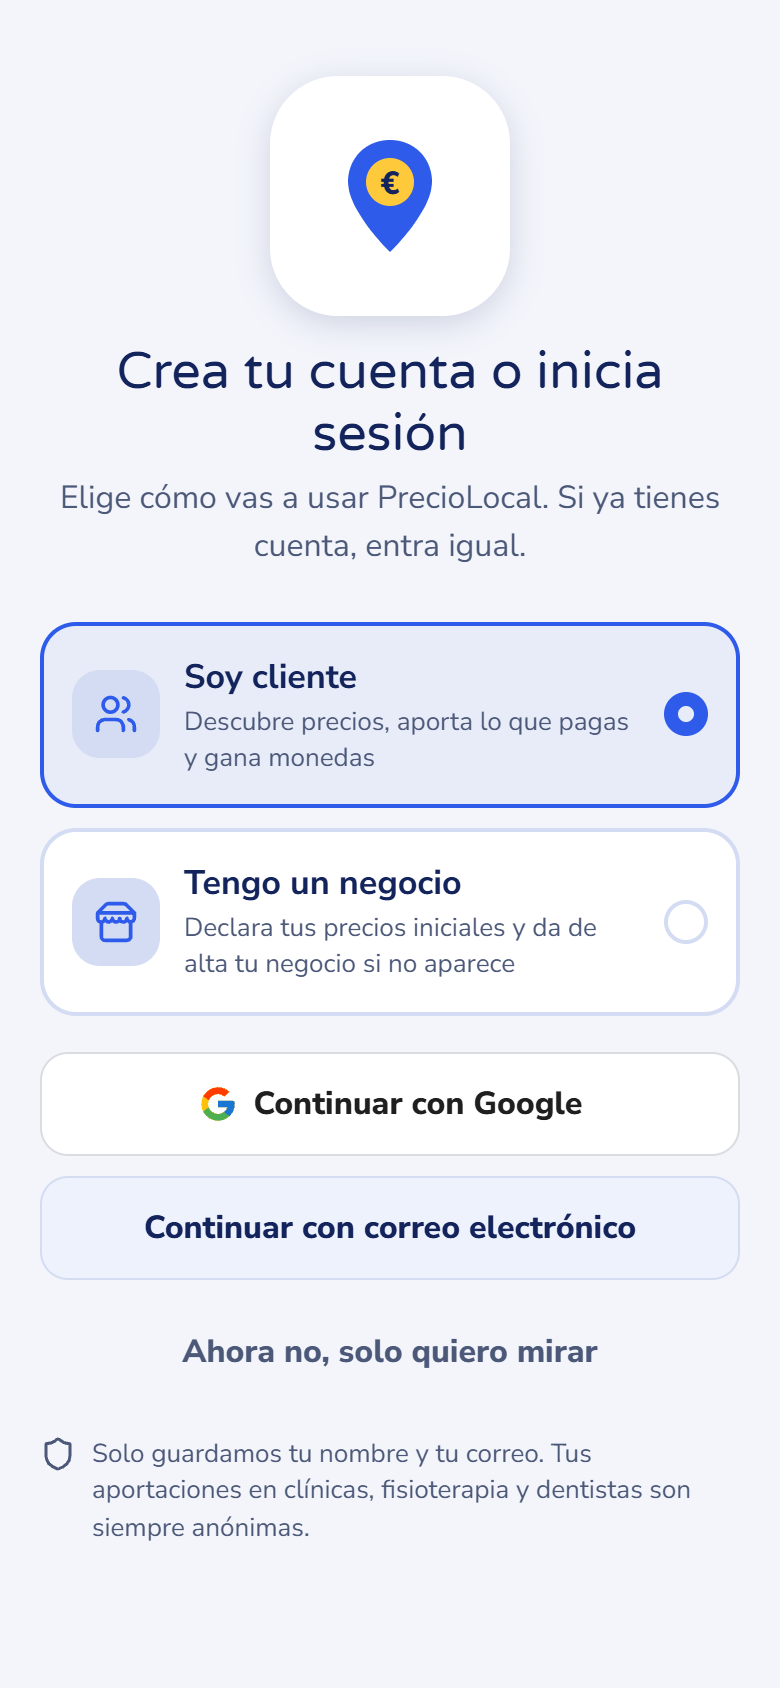 €
Crea tu cuenta o inicia
sesión
Elige cómo vas a usar PrecioLocal. Si ya tienes
cuenta, entra igual.
Soy cliente
Descubre precios, aporta lo que pagas
y gana monedas
Tengo un negocio
Declara tus precios iniciales y da de
alta tu negocio si no aparece
Continuar con Google
Continuar con correo electrónico
Ahora no, solo quiero mirar
Solo guardamos tu nombre y tu correo. Tus
aportaciones en clínicas, fisioterapia y dentistas son
siempre anónimas.